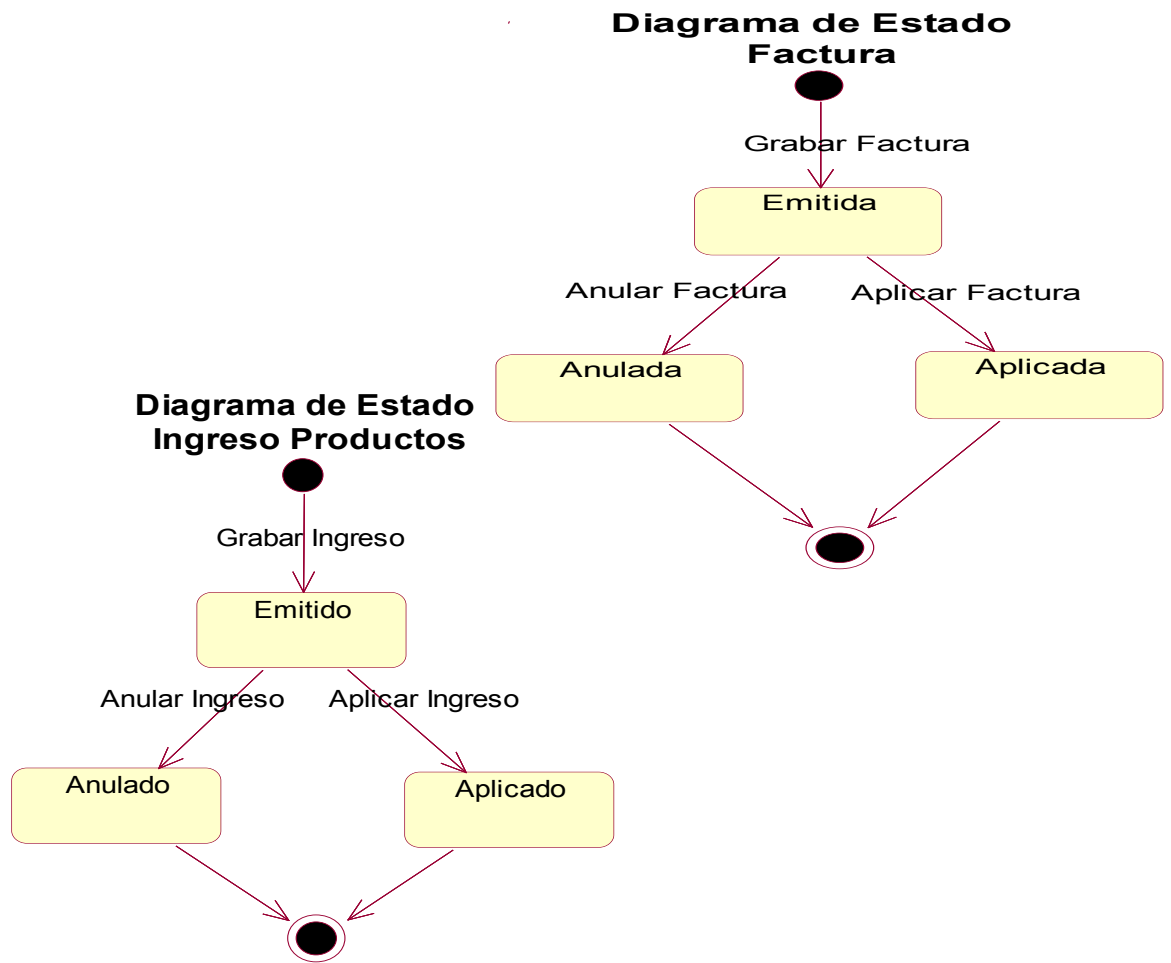 Diagrama de Estado
Factura
Grabar Factura
Emitida
Anular Factura
Aplicar Factura
Anulada
Aplicada
Diagrama de Estado
Ingreso Productos
Grabar Ingreso
Emitido
Anular Ingreso
Aplicar Ingreso
Anulado
Aplicado